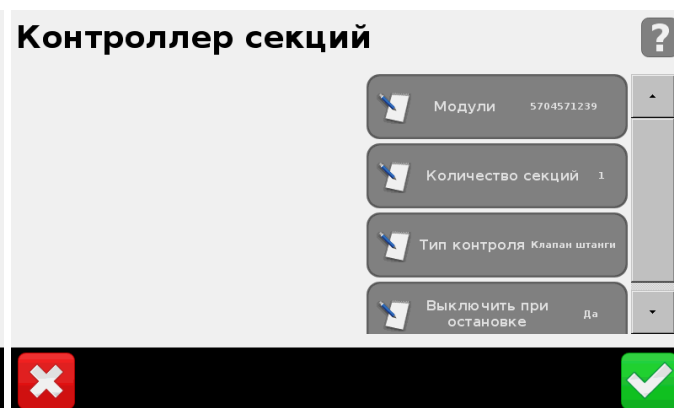 Контроллер секций
?
Модули 5704571239
Количество секций 1
Тип контроля Клапан штанги
Выключить при
остановке Да